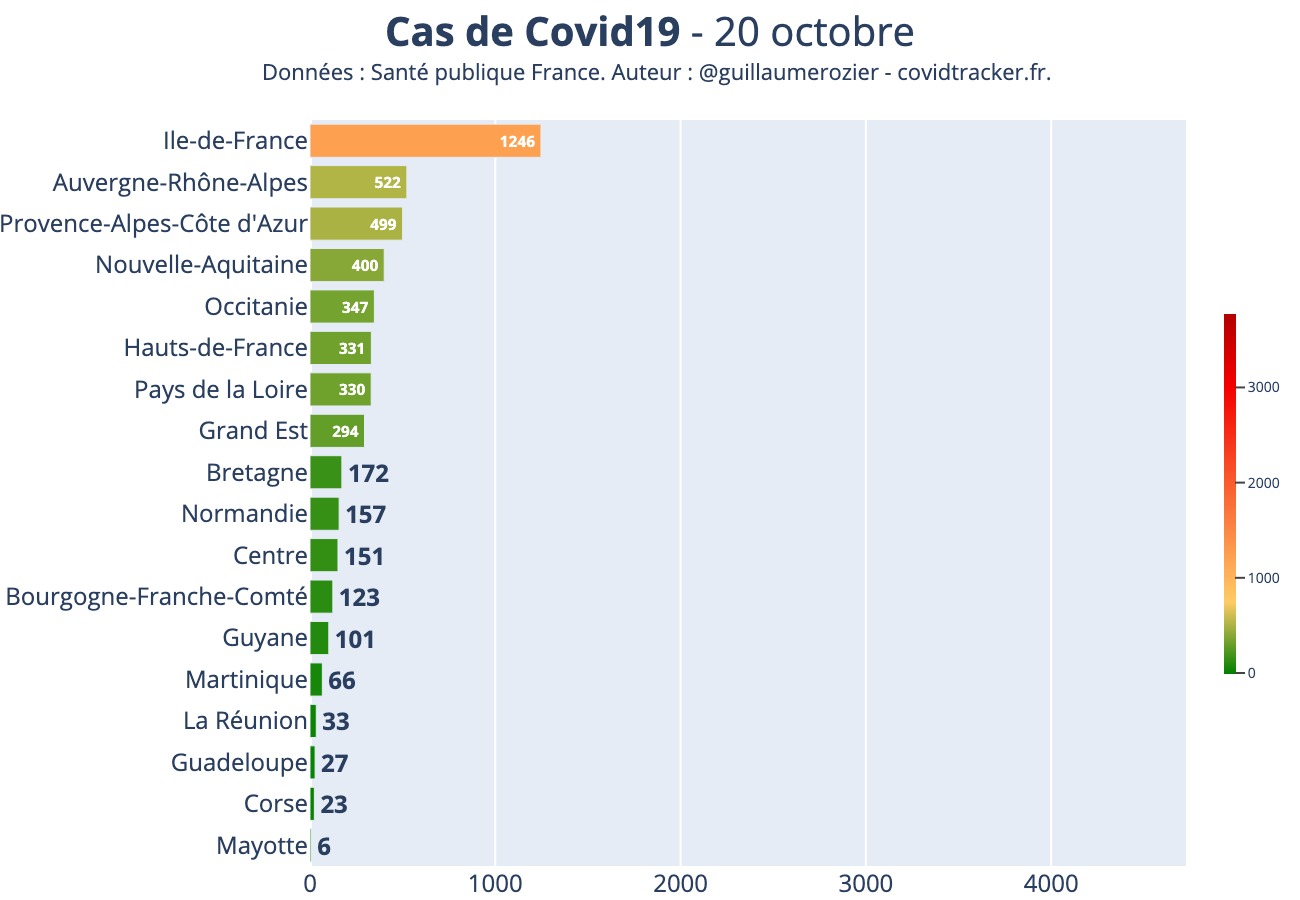 Cas de Covid19 - 20 octobre
Données : Santé publique France. Auteur : @guillaumerozier - covidtracker.fr.
Ile-de-France 1246
Auvergne-Rhône-Alpes 522
Provence-Alpes-Côte d'Azur 499
Nouvelle-Aquitaine 400
Occitanie 347
Hauts-de-France 331
Pays de la Loire 330
Grand Est 294
Bretagne 172
Normandie 157
Centre 151
Bourgogne-Franche-Comté 123
Guyane 101
Martinique 66
La Réunion 33
Guadeloupe 27
Corse 23
Mayotte 6
0 1000 2000 3000 4000
3000
2000
1000
0